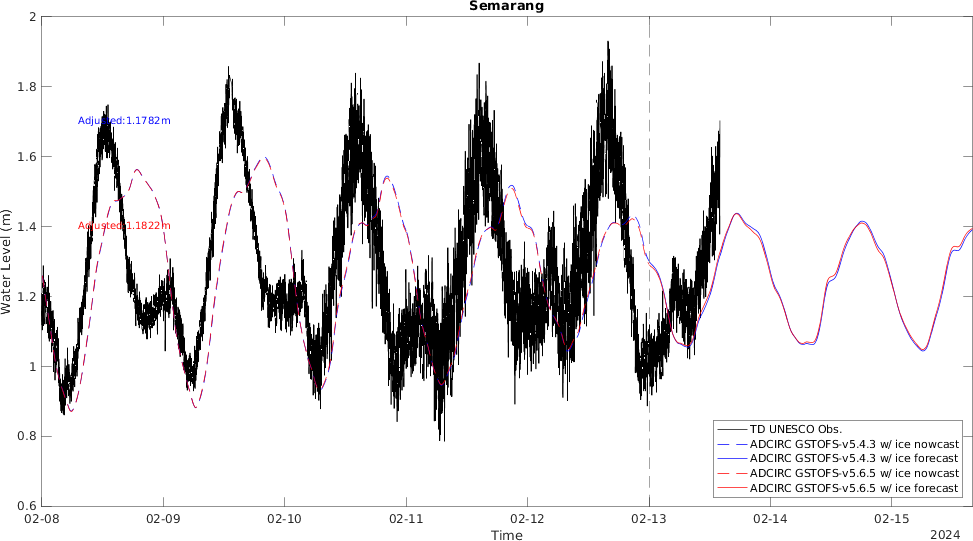 Semarang
2
1.8
1.6
1.4
1.2
1
0.8
0.6
Water Level (m)
Adjusted:1.1782m
Adjusted:1.1822m
TD UNESCO Obs.
ADCIRC GSTOFS-v5.4.3 w/ ice nowcast
ADCIRC GSTOFS-v5.4.3 w/ ice forecast
ADCIRC GSTOFS-v5.6.5 w/ ice nowcast
ADCIRC GSTOFS-v5.6.5 w/ ice forecast
02-08 02-09 02-10 02-11 02-12 02-13 02-14 02-15
Time
2024